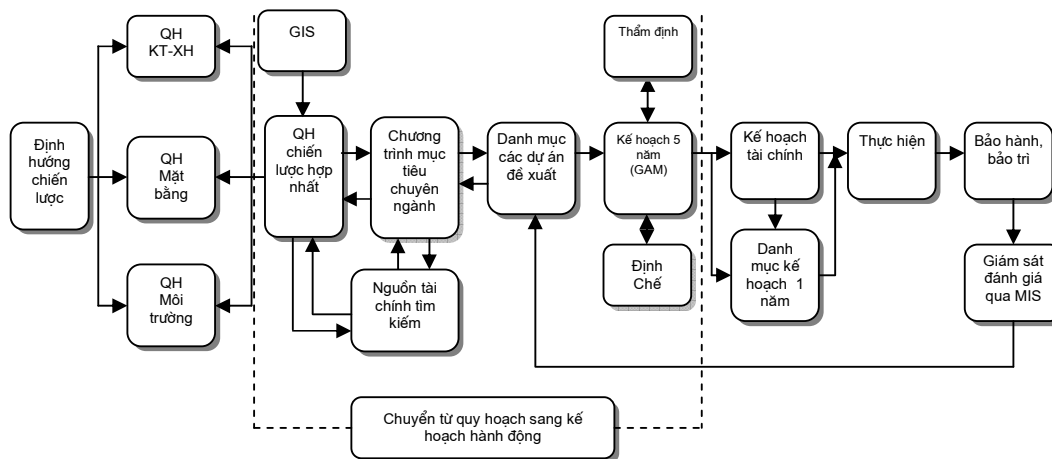 Định
hướng
chiến
lược
QH
KT-XH
QH
Mặt
bằng
QH
Môi
trường
GIS
QH
chiến
lược hợp
nhất
Chương
trình mục
tiêu
chuyên
ngành
Nguồn tài
chính tìm
kiếm
Danh mục
các dự án
đề xuất
Thẩm định
Kế hoạch 5
năm
(GAM)
Định
Chế
Kế hoạch
tài chính
Danh
mục kế
hoạch 1
năm
Thực hiện
Bảo hành,
bảo trì
Giám sát
đánh giá
qua MIS
Chuyển từ quy hoạch sang kế
hoạch hành động